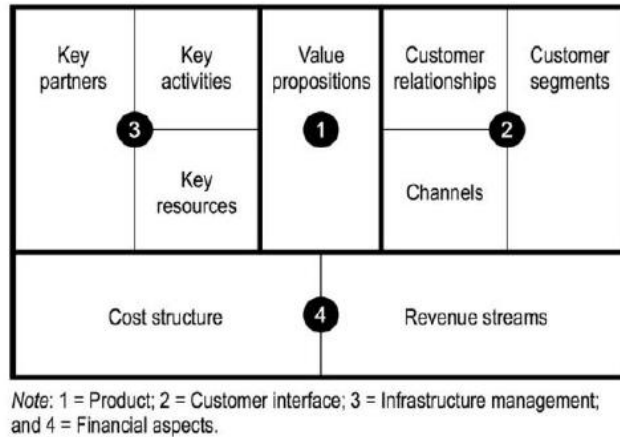 Key partners
Key activities
Value propositions
Customer relationships
Customer segments
3
1
2
Key resources
Channels
Cost structure
4
Revenue streams
Note: 1 = Product; 2 = Customer interface; 3 = Infrastructure management;
and 4 = Financial aspects.